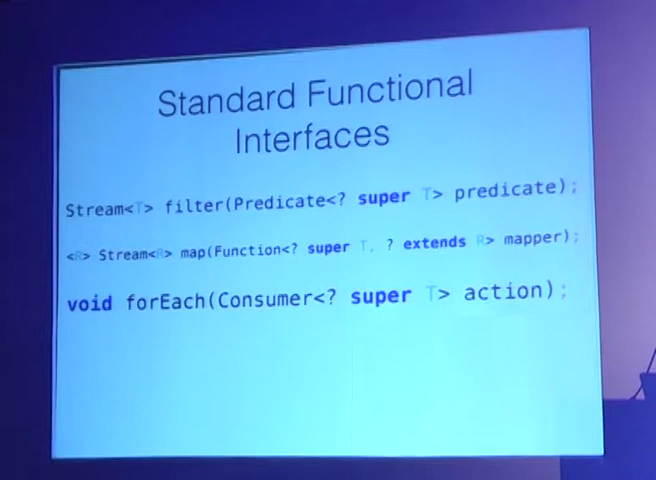 Standard Functional
Interfaces
Stream<T> filter(Predicate<? super T> predicate);
<R> Stream<R> map(Function<? super T, ? extends R> mapper);
void forEach(Consumer<? super T> action);